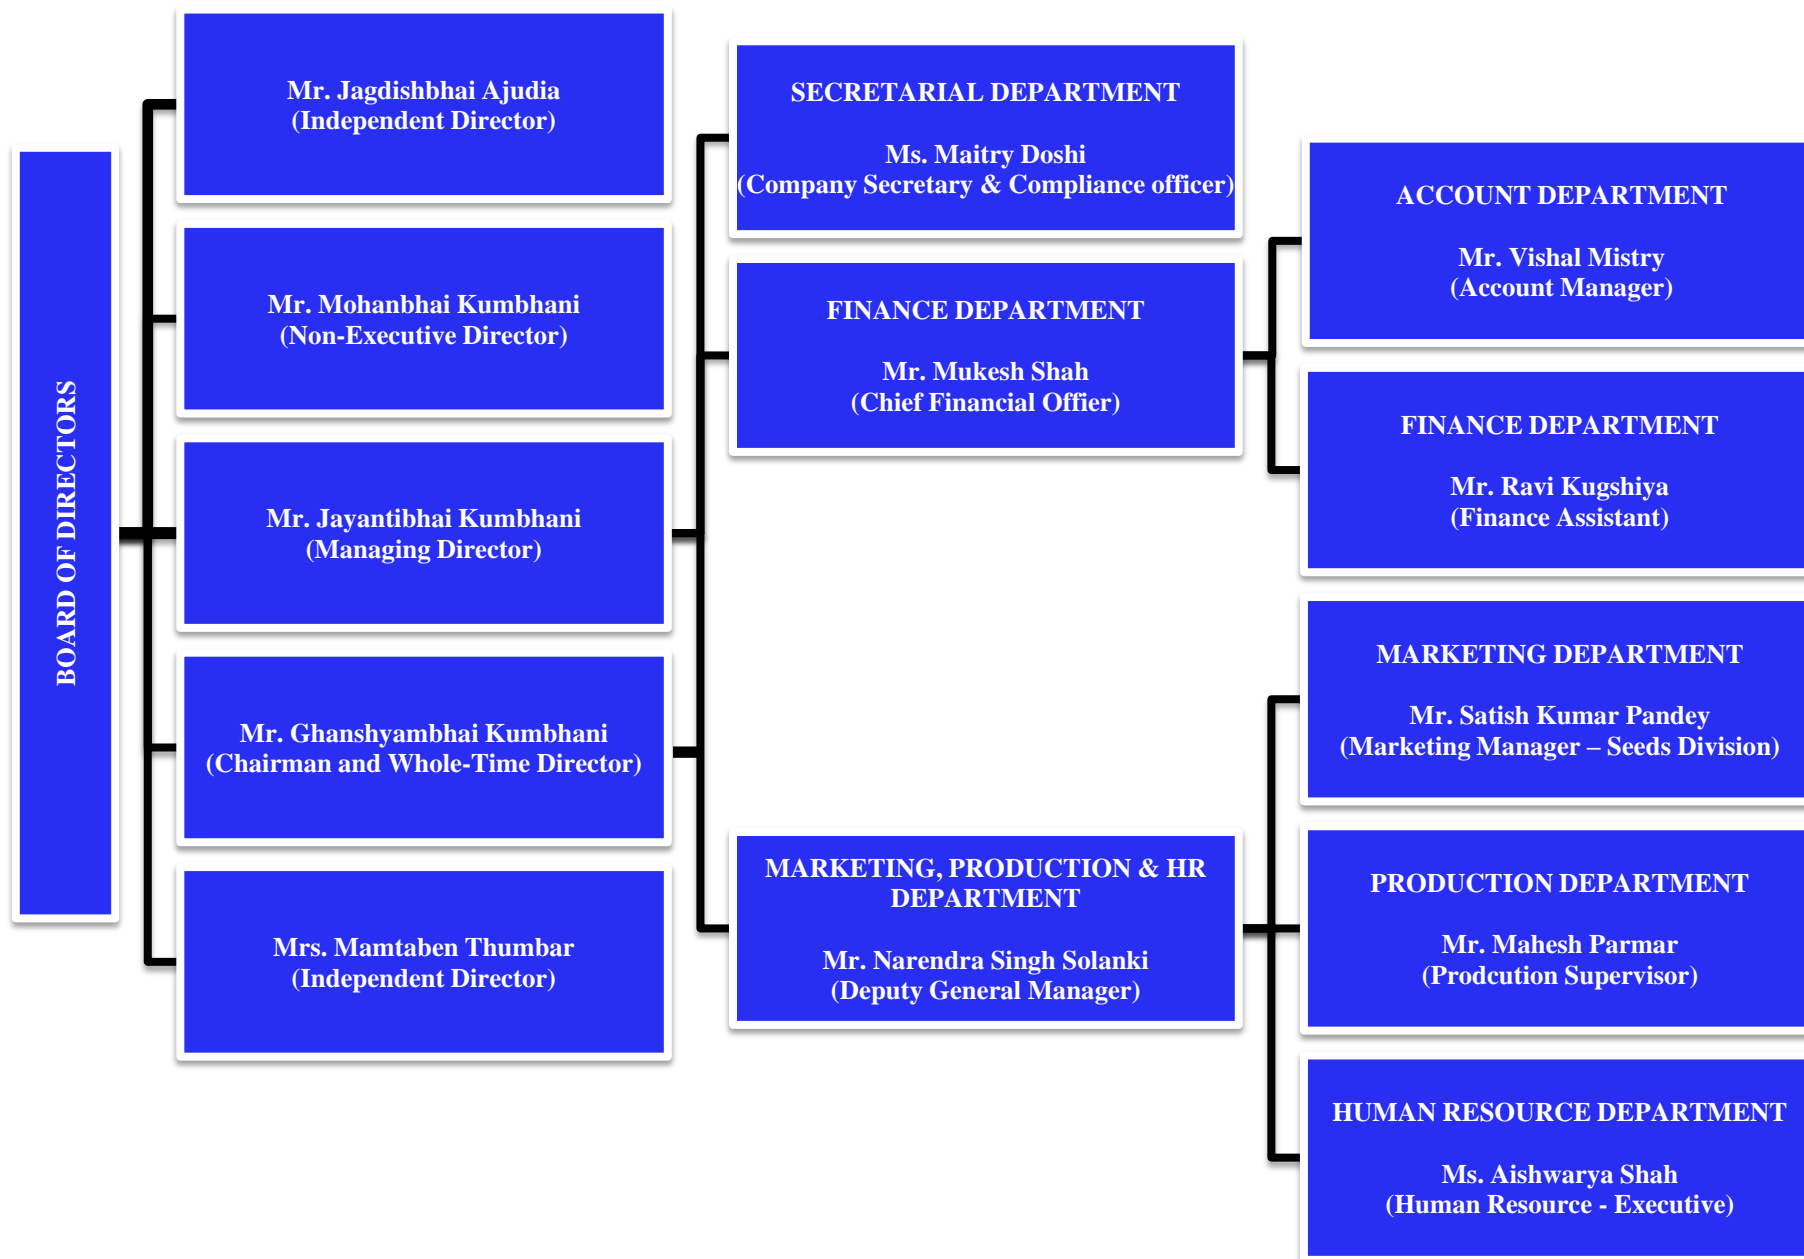 BOARD OF DIRECTORS
Mr. Jagdishbhai Ajudia
(Independent Director)
Mr. Mohanbhai Kumbhani
(Non-Executive Director)
Mr. Jayantibhai Kumbhani
(Managing Director)
Mr. Ghanshyambhai Kumbhani
(Chairman and Whole-Time Director)
Mrs. Mamtaben Thumbar
(Independent Director)
SECRETARIAL DEPARTMENT
Ms. Maitry Doshi
(Company Secretary & Compliance officer)
FINANCE DEPARTMENT
Mr. Mukesh Shah
(Chief Financial Offier)
MARKETING, PRODUCTION & HR
DEPARTMENT
Mr. Narendra Singh Solanki
(Deputy General Manager)
ACCOUNT DEPARTMENT
Mr. Vishal Mistry
(Account Manager)
FINANCE DEPARTMENT
Mr. Ravi Kugshiya
(Finance Assistant)
MARKETING DEPARTMENT
Mr. Satish Kumar Pandey
(Marketing Manager – Seeds Division)
PRODUCTION DEPARTMENT
Mr. Mahesh Parmar
(Prodcution Supervisor)
HUMAN RESOURCE DEPARTMENT
Ms. Aishwarya Shah
(Human Resource - Executive)